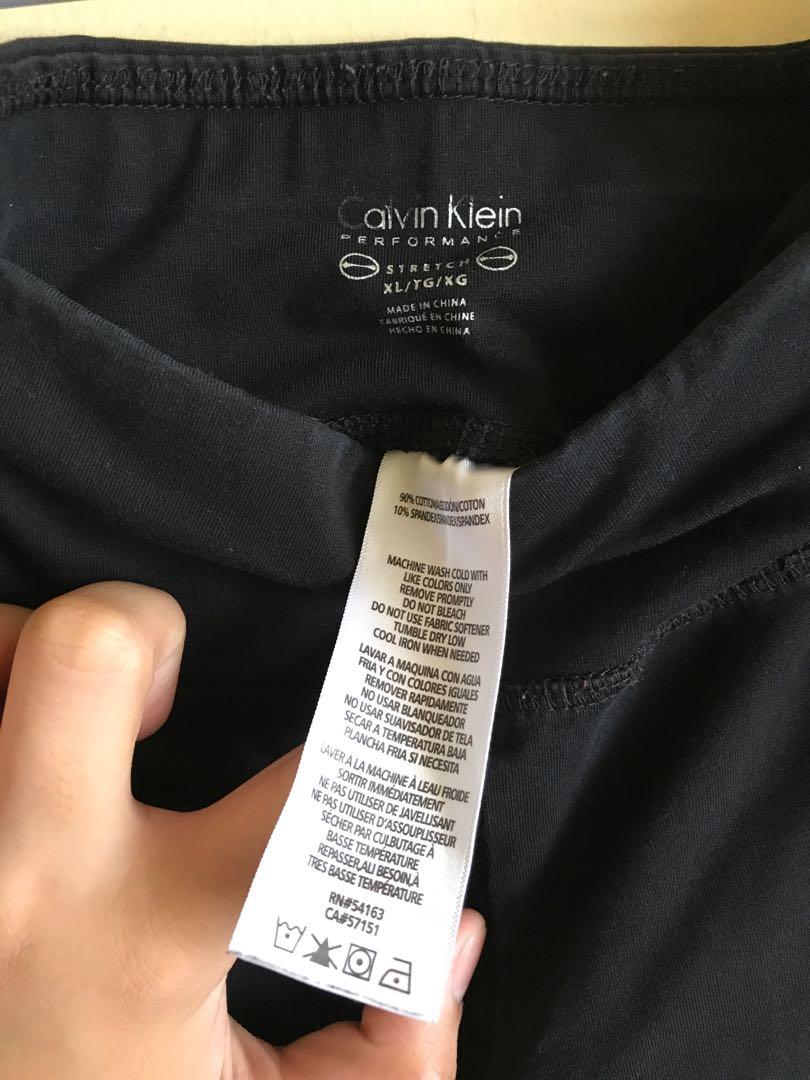 Calvin Klein
PERFORMANCE
STRETCH
XL/TG/XG
MADE IN CHINA
FABRIQUÉ EN CHINE
HECHO EN CHINA
90% COTTON/ALGODÓN/COTON
10% SPANDEX/SPANDEX/SPANDEX
MACHINE WASH COLD WITH
LIKE COLORS ONLY
REMOVE PROMPTLY
DO NOT BLEACH
DO NOT USE FABRIC SOFTENER
TUMBLE DRY LOW
COOL IRON WHEN NEEDED
LAVAR A MAQUINA CON AGUA
FRIA Y CON COLORES IGUALES
REMOVER RAPIDAMENTE
NO USAR BLANQUEADOR
NO USAR SUAVISADOR DE TELA
SECAR A TEMPERATURA BAJA
PLANCHA FRIA SI NECESITA
LAVER À LA MACHINE À LEAU FROIDE
SORTIR IMMÉDIATEMENT
NE PAS UTILISER DE JAVELLISANT
NE PAS UTILISER D'ASSOUPLISSEUR
SÉCHER PAR CULBUTAGE À
BASSE TEMPÉRATURE
REPASSER,AU BESOIN,À
TRES BASSE TEMPÉRATURE
RN#54163
CA#57151